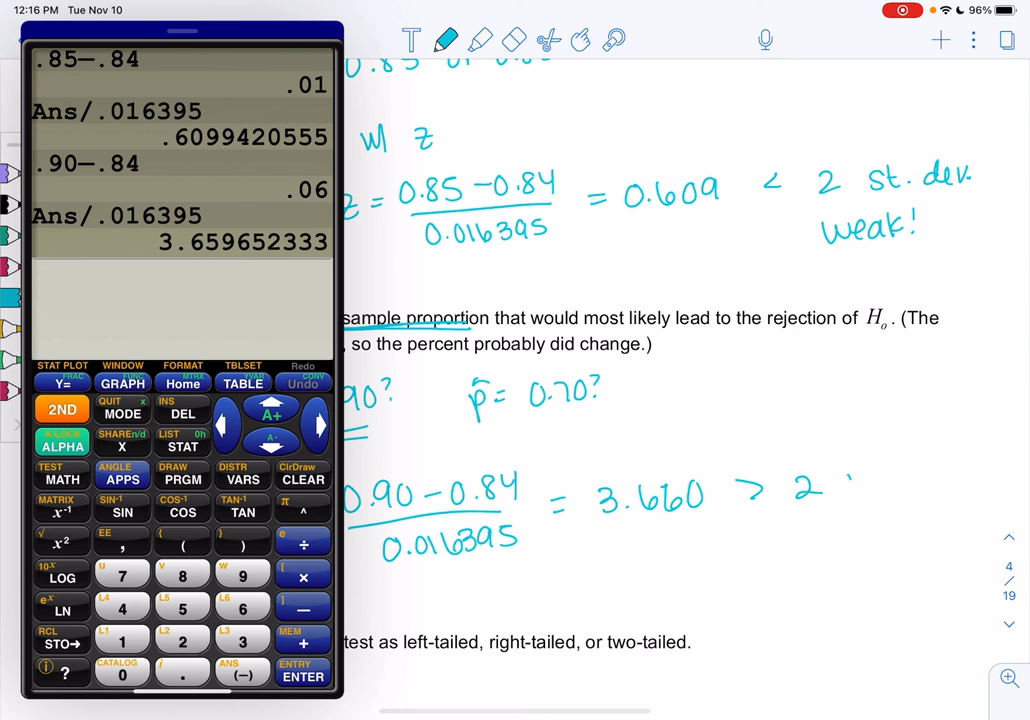 12:16 PM Tue Nov 10
96%
.85−.84
.01
Ans/.016395
.6099420555
.90−.84
.06
Ans/.016395
3.659652333
w/ z
z = 0.85 − 0.84 / 0.016395 = 0.609 < 2 st. dev.
weak!
sample proportion that would most likely lead to the rejection of H₀. (The
, so the percent probably did change.)
90? p̂ = 0.70?
0.90 − 0.84 / 0.016395 = 3.660 > 2
test as left-tailed, right-tailed, or two-tailed.
4
/
19
STAT PLOT WINDOW FORMAT TBLSET Redo
Y= GRAPH Home TABLE Undo
QUIT INS
2ND MODE DEL A+
A-LOCK SHARE n/d LIST A-
ALPHA X STAT
TEST ANGLE DRAW DISTR ClrDraw
MATH APPS PRGM VARS CLEAR
MATRIX SIN⁻¹ COS⁻¹ TAN⁻¹ π
x⁻¹ SIN COS TAN ^
√ EE { } e
x² , ( ) ÷
10ˣ u v w [
LOG 7 8 9 ×
eˣ L4 L5 L6 ]
LN 4 5 6 −
RCL L1 L2 L3 MEM
STO→ 1 2 3 +
CATALOG i ANS ENTRY
? 0 . (−) ENTER